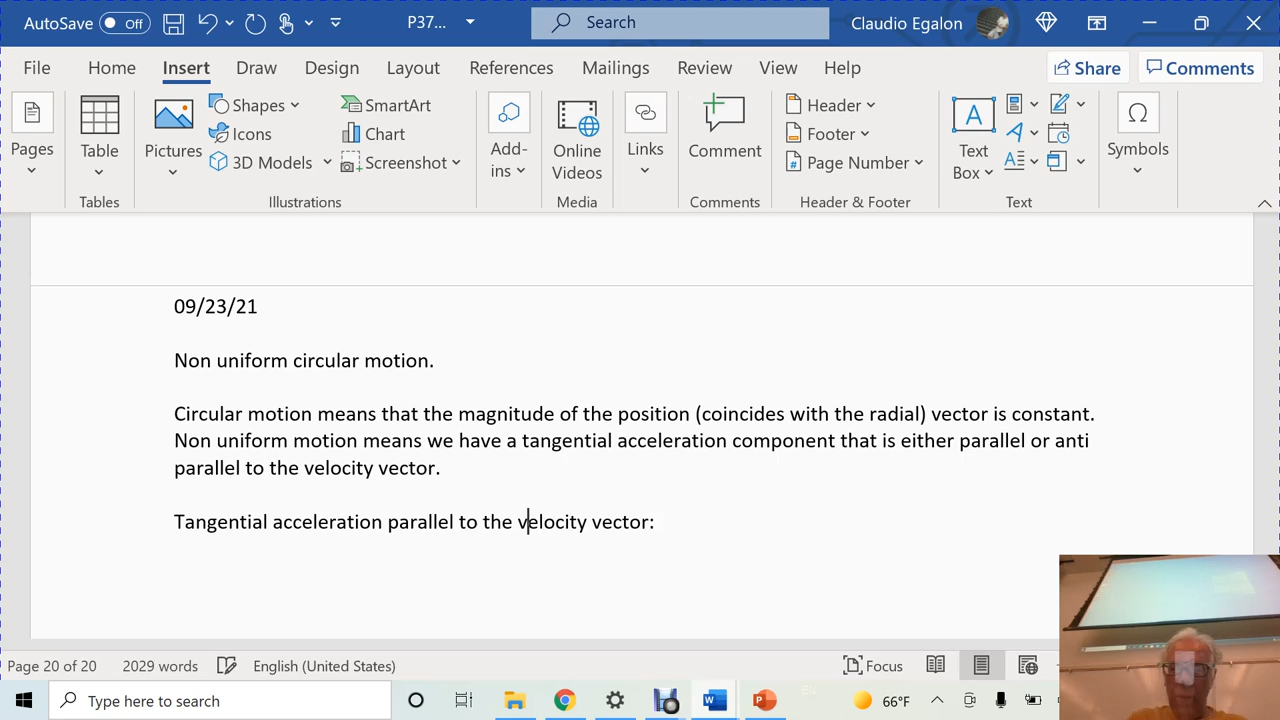 AutoSave Off P37... Search Claudio Egalon
File Home Insert Draw Design Layout References Mailings Review View Help Share Comments
Pages
Table
Pictures
Shapes
Icons
3D Models
SmartArt
Chart
Screenshot
Add-
ins
Online
Videos
Links
Comment
Header
Footer
Page Number
Text
Box
Symbols
Tables Illustrations Media Comments Header & Footer Text
09/23/21
Non uniform circular motion.
Circular motion means that the magnitude of the position (coincides with the radial) vector is constant.
Non uniform motion means we have a tangential acceleration component that is either parallel or anti
parallel to the velocity vector.
Tangential acceleration parallel to the velocity vector:
Page 20 of 20 2029 words English (United States) Focus
Type here to search 66°F